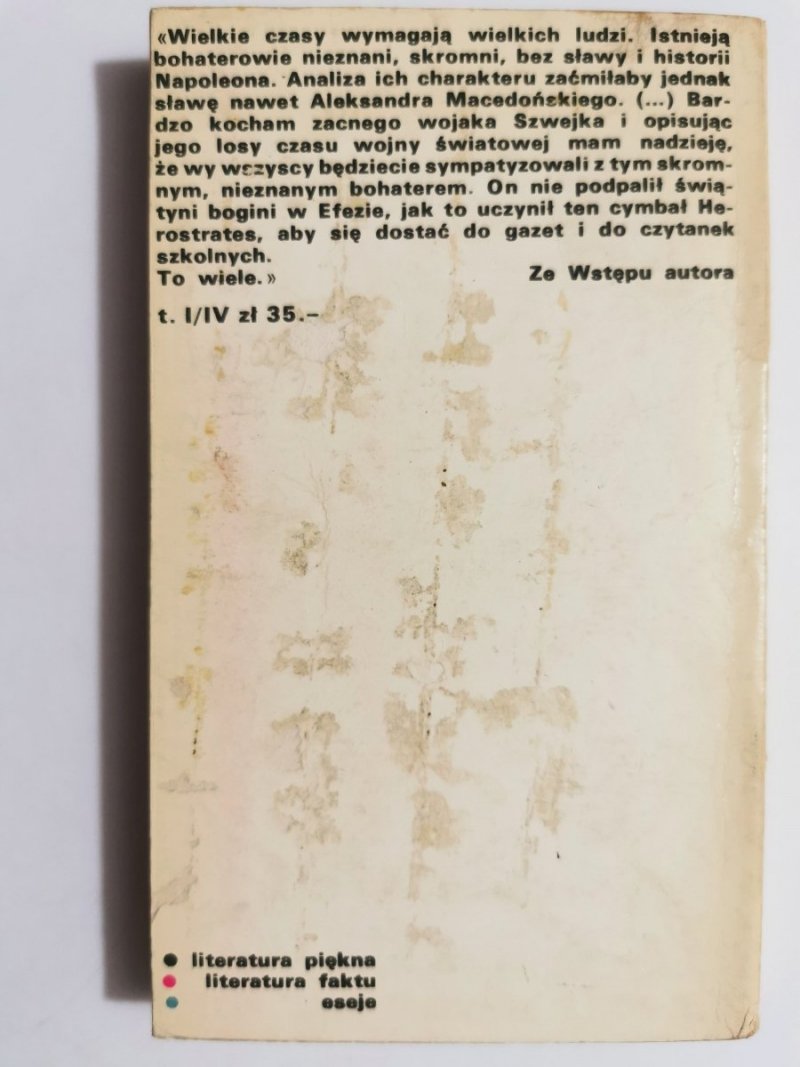 «Wielkie czasy wymagają wielkich ludzi. Istnieją
bohaterowie nieznani, skromni, bez sławy i historii
Napoleona. Analiza ich charakteru zaćmiłaby jednak
sławę nawet Aleksandra Macedońskiego. (...) Bar-
dzo kocham zacnego wojaka Szwejka i opisując
jego losy czasu wojny światowej mam nadzieję,
że wy wszyscy będziecie sympatyzowali z tym skrom-
nym, nieznanym bohaterem. On nie podpalił świą-
tyni bogini w Efezie, jak to uczynił ten cymbał He-
rostrates, aby się dostać do gazet i do czytanek
szkolnych.
To wiele.» Ze Wstępu autora
t. I/IV zł 35.–
literatura piękna
literatura faktu
eseje